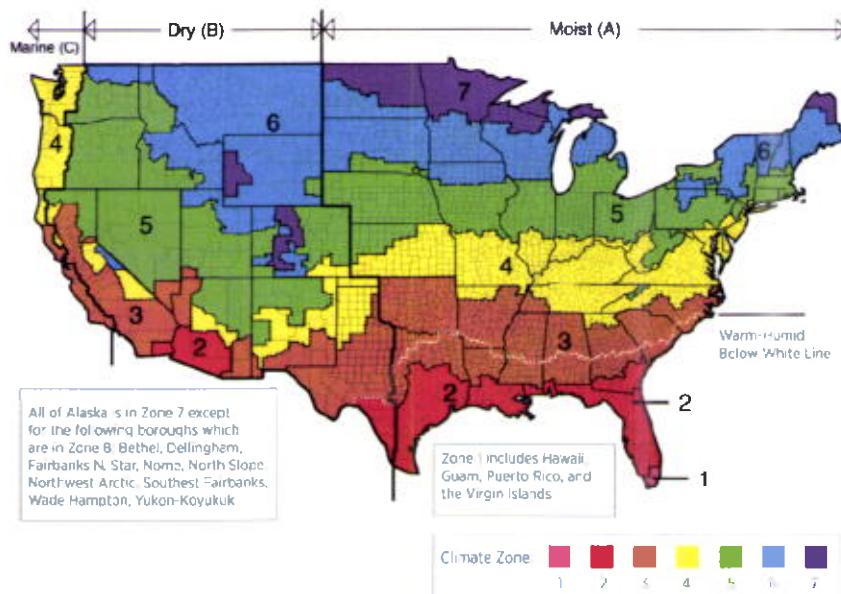 Dry (B)
Moist (A)
Marine (C)
7
6
4
6
5
5
4
3
3
2
2
Warm-Humid
Below White Line
2
1
All of Alaska is in Zone 7 except
for the following boroughs which
are in Zone 8: Bethel, Dellingham,
Fairbanks N. Star, Nome, North Slope,
Northwest Arctic, Southest Fairbanks,
Wade Hampton, Yukon-Koyukuk
Zone 1 includes Hawaii,
Guam, Puerto Rico, and
the Virgin Islands
Climate Zone:
1 2 3 4 5 6 7